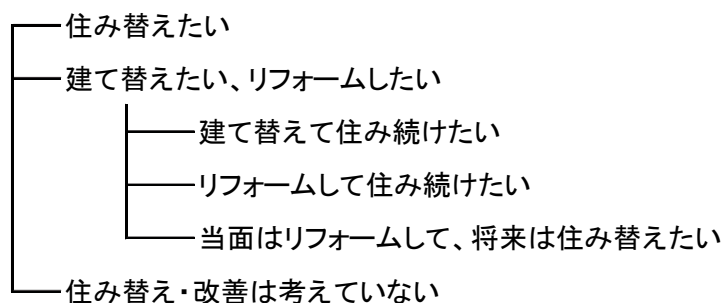 住み替えたい
建て替えたい、リフォームしたい
建て替えて住み続けたい
リフォームして住み続けたい
当面はリフォームして、将来は住み替えたい
住み替え・改善は考えていない